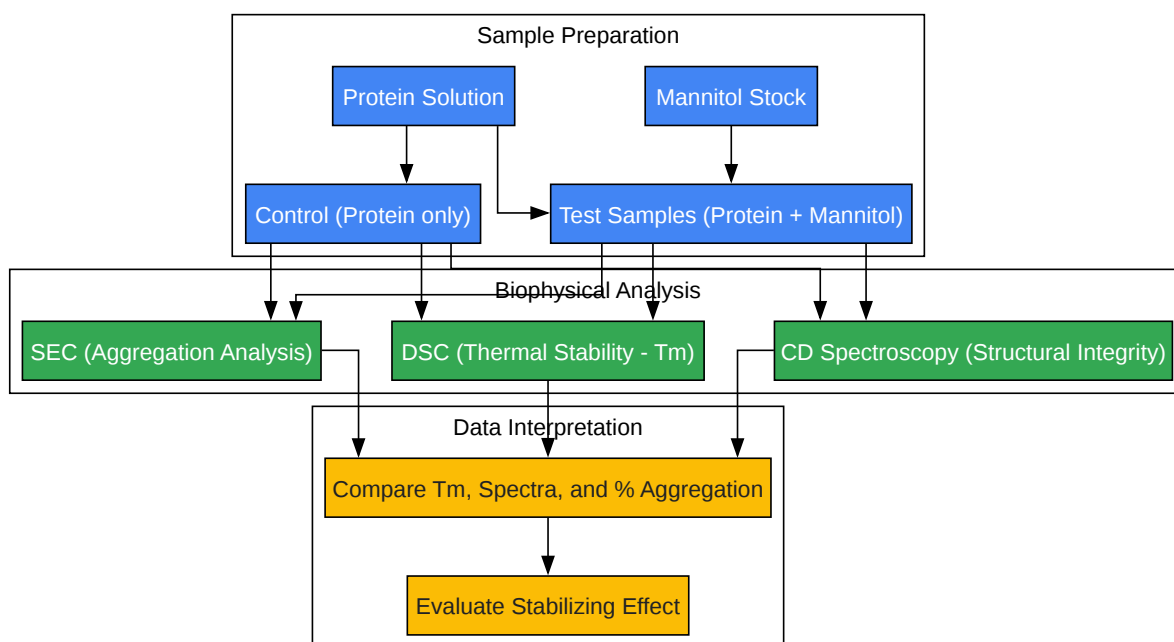 Sample Preparation
Protein Solution
Mannitol Stock
Control (Protein only)
Test Samples (Protein + Mannitol)
Biophysical Analysis
SEC (Aggregation Analysis)
DSC (Thermal Stability - Tm)
CD Spectroscopy (Structural Integrity)
Data Interpretation
Compare Tm, Spectra, and % Aggregation
Evaluate Stabilizing Effect